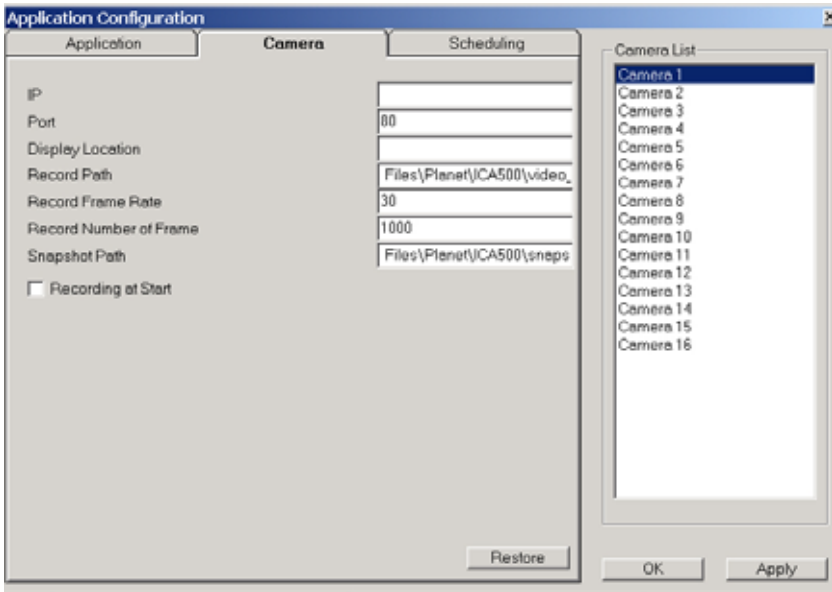 Application Configuration
Application
Camera
Scheduling
IP
Port
80
Display Location
Record Path
Files\Planet\ICA500\video_
Record Frame Rate
30
Record Number of Frame
1000
Snapshot Path
Files\Planet\ICA500\snaps
Recording at Start
Restore
Camera List
Camera 1
Camera 2
Camera 3
Camera 4
Camera 5
Camera 6
Camera 7
Camera 8
Camera 9
Camera 10
Camera 11
Camera 12
Camera 13
Camera 14
Camera 15
Camera 16
OK
Apply